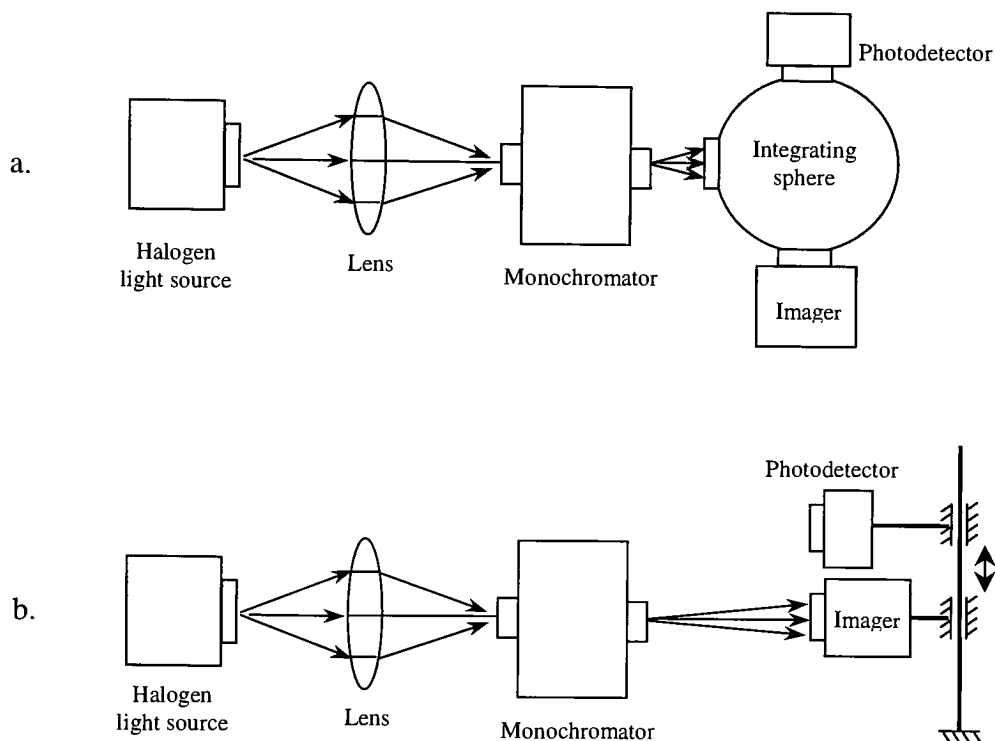 a.
Photodetector
Integrating
sphere
Halogen
light source
Lens
Monochromator
Imager
b.
Photodetector
Imager
Halogen
light source
Lens
Monochromator